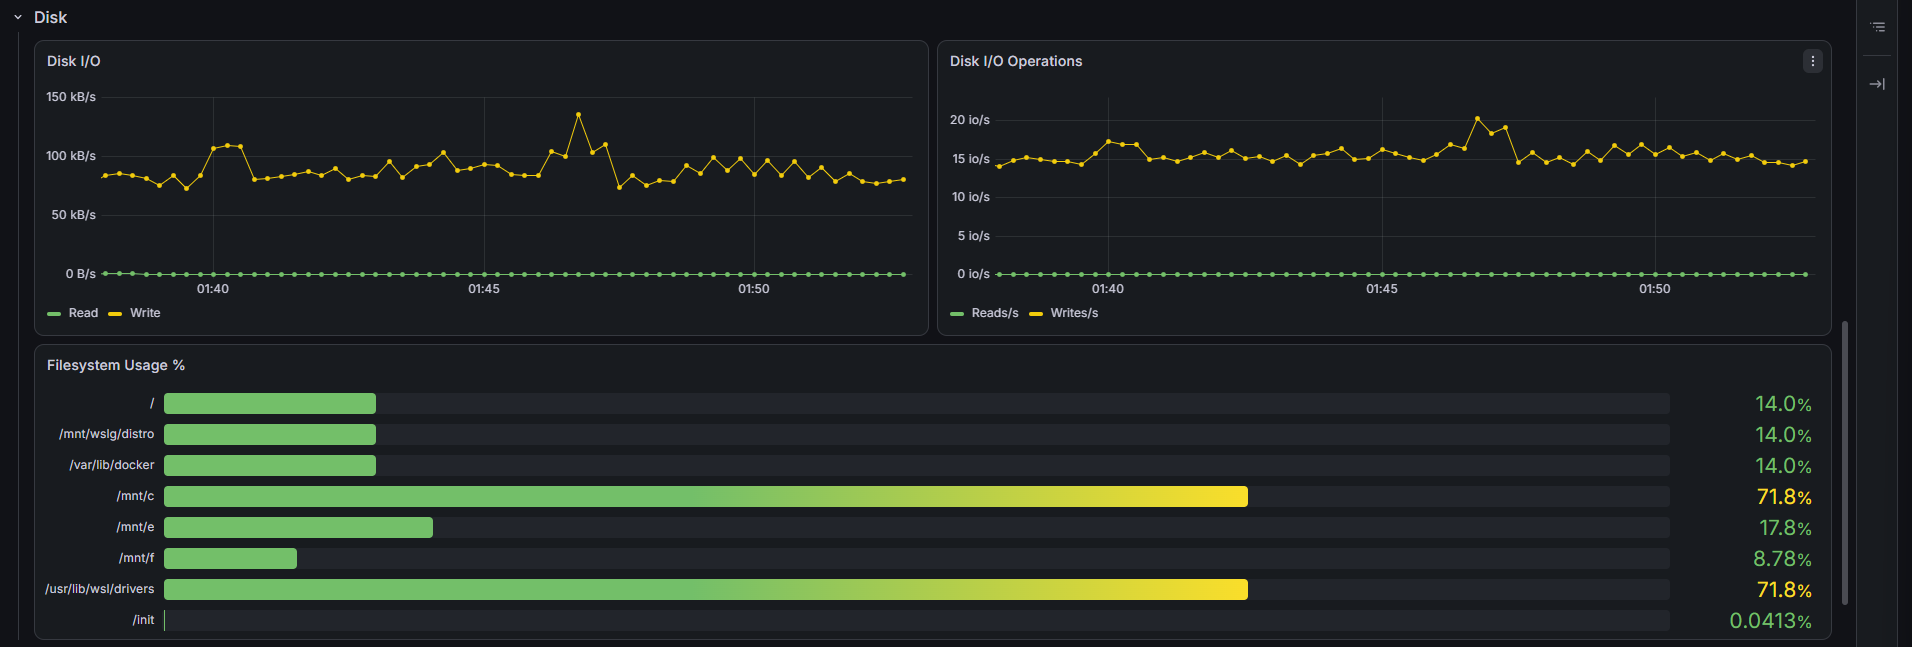 Disk
Disk I/O
150 kB/s
100 kB/s
50 kB/s
0 B/s
01:40 01:45 01:50
Read Write
Disk I/O Operations
20 io/s
15 io/s
10 io/s
5 io/s
0 io/s
01:40 01:45 01:50
Reads/s Writes/s
Filesystem Usage %
/ 14.0%
/mnt/wslg/distro 14.0%
/var/lib/docker 14.0%
/mnt/c 71.8%
/mnt/e 17.8%
/mnt/f 8.78%
/usr/lib/wsl/drivers 71.8%
/init 0.0413%